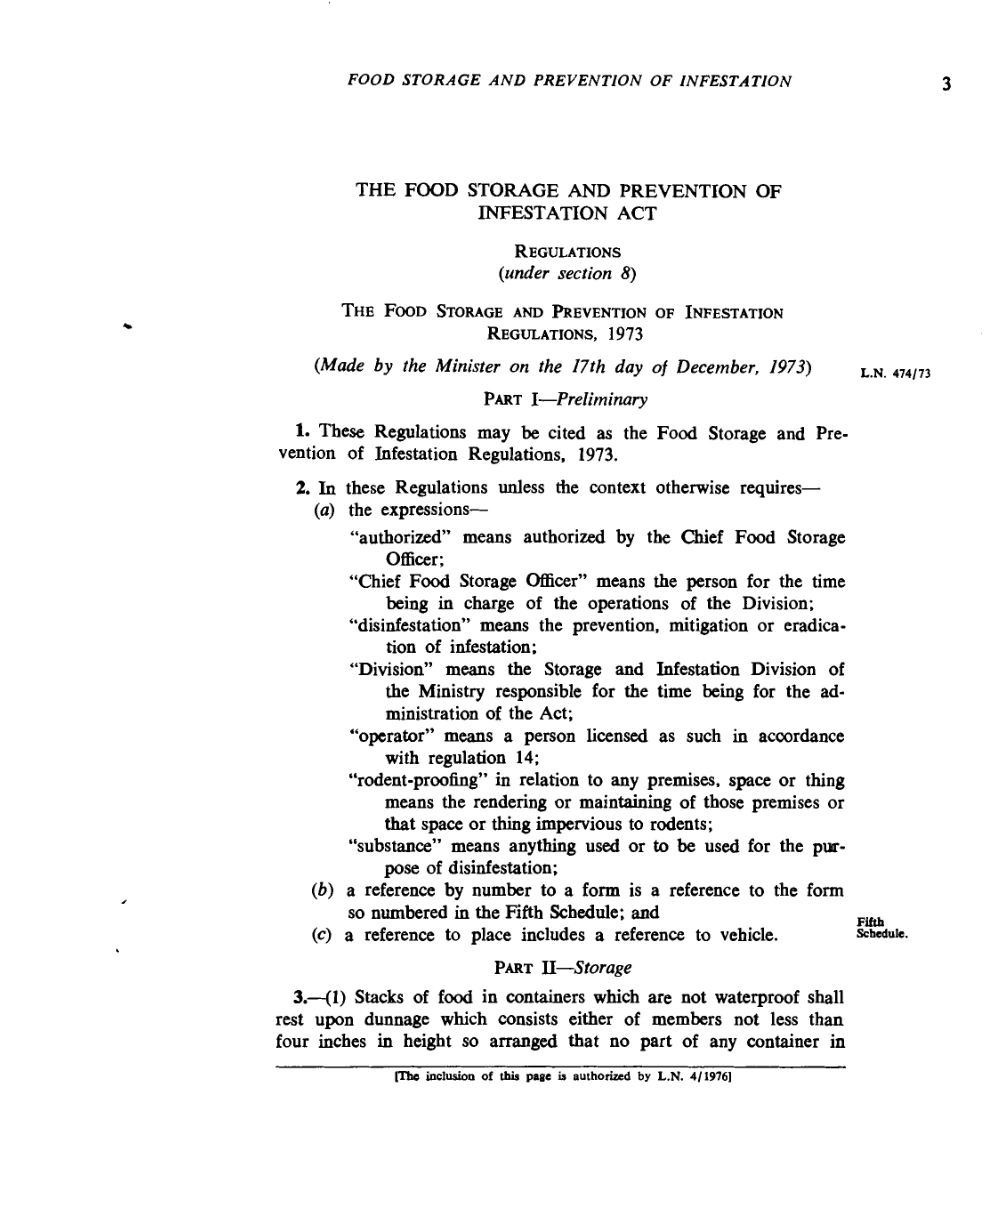 FOOD STORAGE AND PREVENTION OF INFESTATION 3
THE FOOD STORAGE AND PREVENTION OF
INFESTATION ACT
REGULATIONS
(under section 8)
THE FOOD STORAGE AND PREVENTION OF INFESTATION
REGULATIONS, 1973
(Made by the Minister on the 17th day of December, 1973) L.N. 474/73
PART I—Preliminary
1. These Regulations may be cited as the Food Storage and Pre-
vention of Infestation Regulations, 1973.
2. In these Regulations unless the context otherwise requires—
(a) the expressions—
“authorized” means authorized by the Chief Food Storage
Officer;
“Chief Food Storage Officer” means the person for the time
being in charge of the operations of the Division;
“disinfestation” means the prevention, mitigation or eradica-
tion of infestation;
“Division” means the Storage and Infestation Division of
the Ministry responsible for the time being for the ad-
ministration of the Act;
“operator” means a person licensed as such in accordance
with regulation 14;
“rodent-proofing” in relation to any premises, space or thing
means the rendering or maintaining of those premises or
that space or thing impervious to rodents;
“substance” means anything used or to be used for the pur-
pose of disinfestation;
(b) a reference by number to a form is a reference to the form
so numbered in the Fifth Schedule; and
Fifth
Schedule.
(c) a reference to place includes a reference to vehicle.
PART II—Storage
3.—(1) Stacks of food in containers which are not waterproof shall
rest upon dunnage which consists either of members not less than
four inches in height so arranged that no part of any container in
[The inclusion of this page is authorized by L.N. 4/1976]